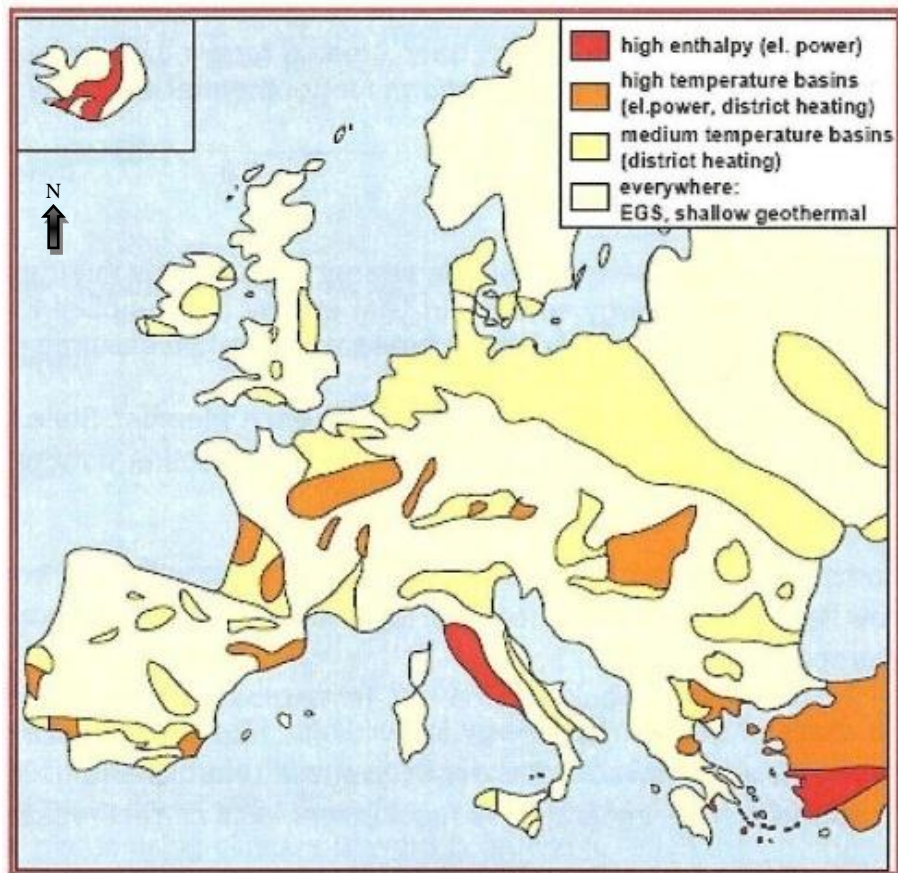 high enthalpy (el. power)
high temperature basins
(el.power, district heating)
medium temperature basins
(district heating)
everywhere:
EGS, shallow geothermal
N